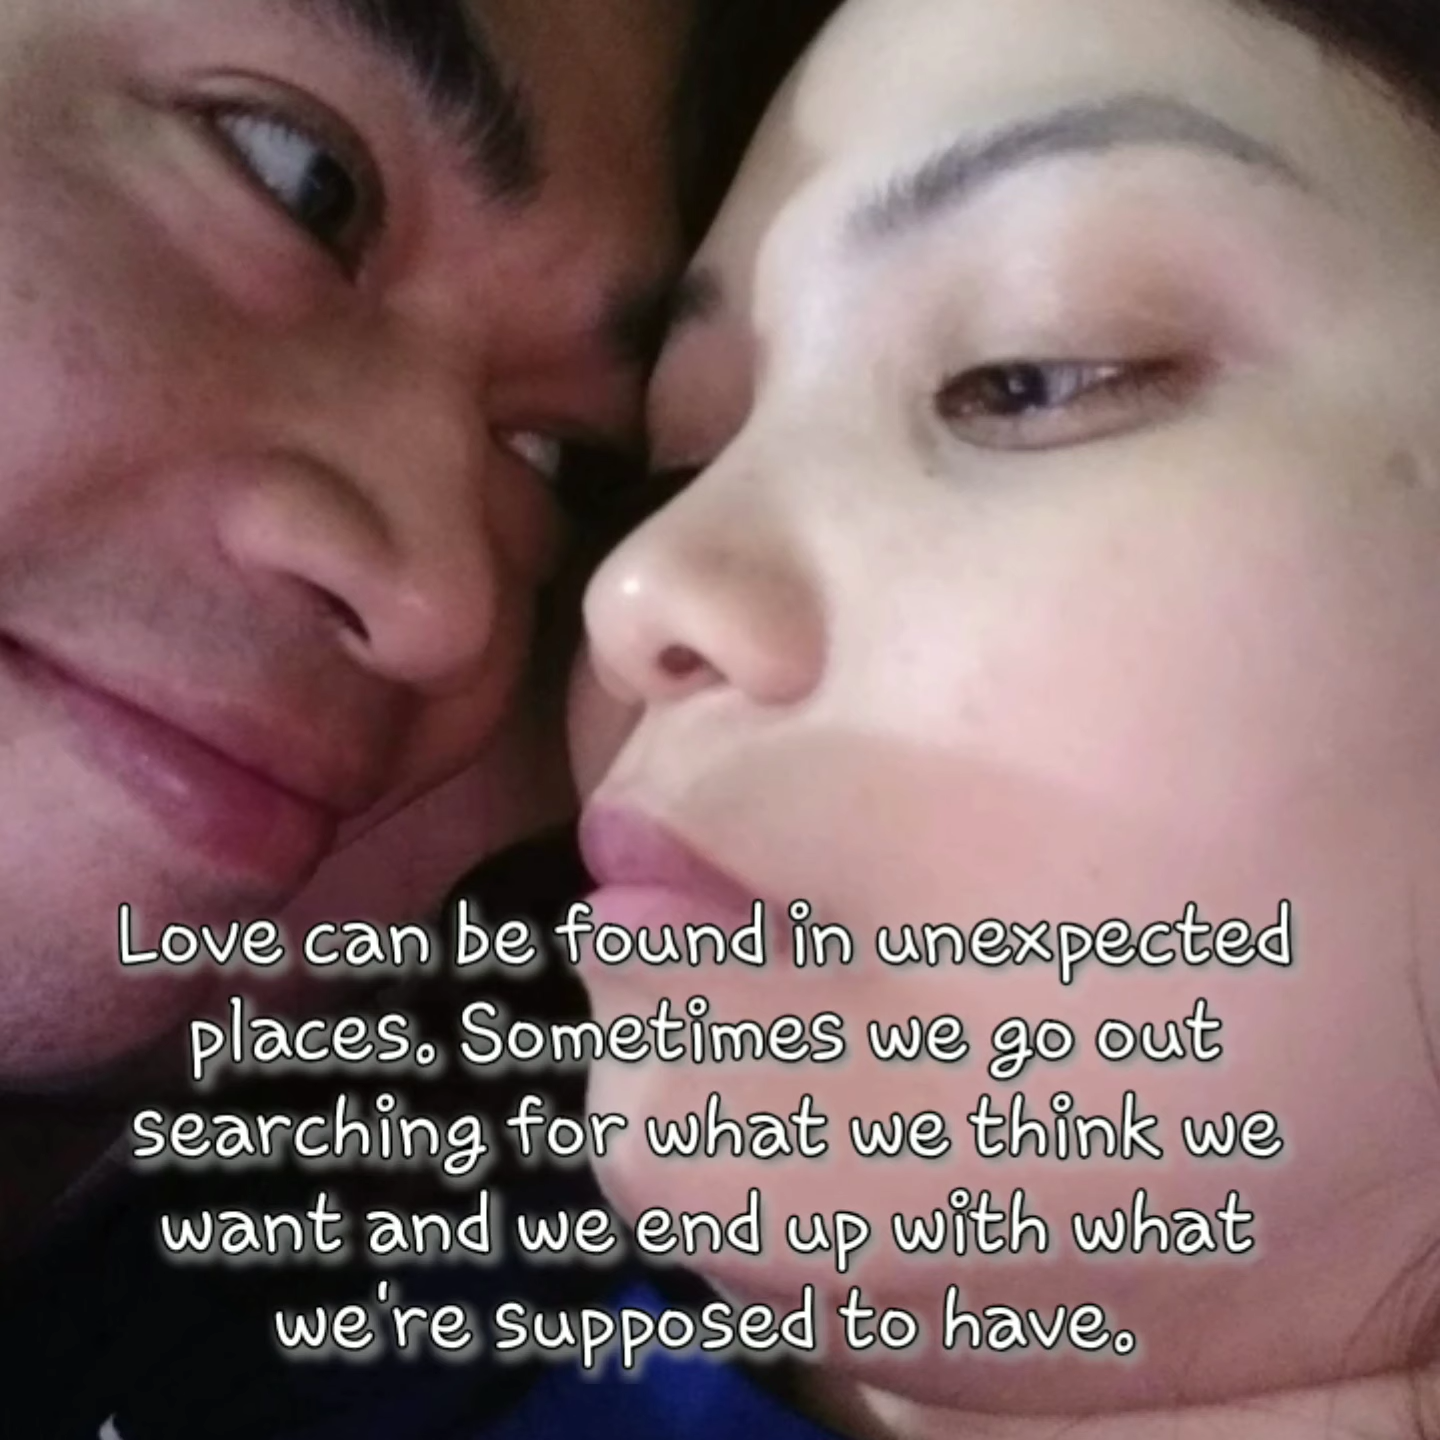 Love can be found in unexpected
places. Sometimes we go out
searching for what we think we
want and we end up with what
we're supposed to have.